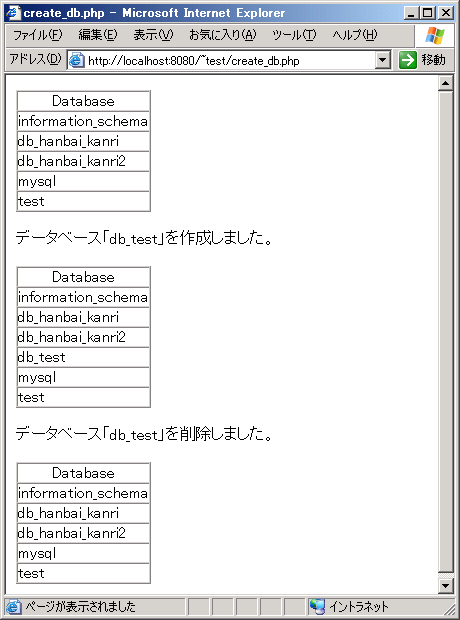 create_db.php - Microsoft Internet Explorer
ファイル(F) 編集(E) 表示(V) お気に入り(A) ツール(T) ヘルプ(H)
アドレス(D) http://localhost:8080/~test/create_db.php 移動
Database
information_schema
db_hanbai_kanri
db_hanbai_kanri2
mysql
test
データベース「db_test」を作成しました。
Database
information_schema
db_hanbai_kanri
db_hanbai_kanri2
db_test
mysql
test
データベース「db_test」を削除しました。
Database
information_schema
db_hanbai_kanri
db_hanbai_kanri2
mysql
test
ページが表示されました イントラネット